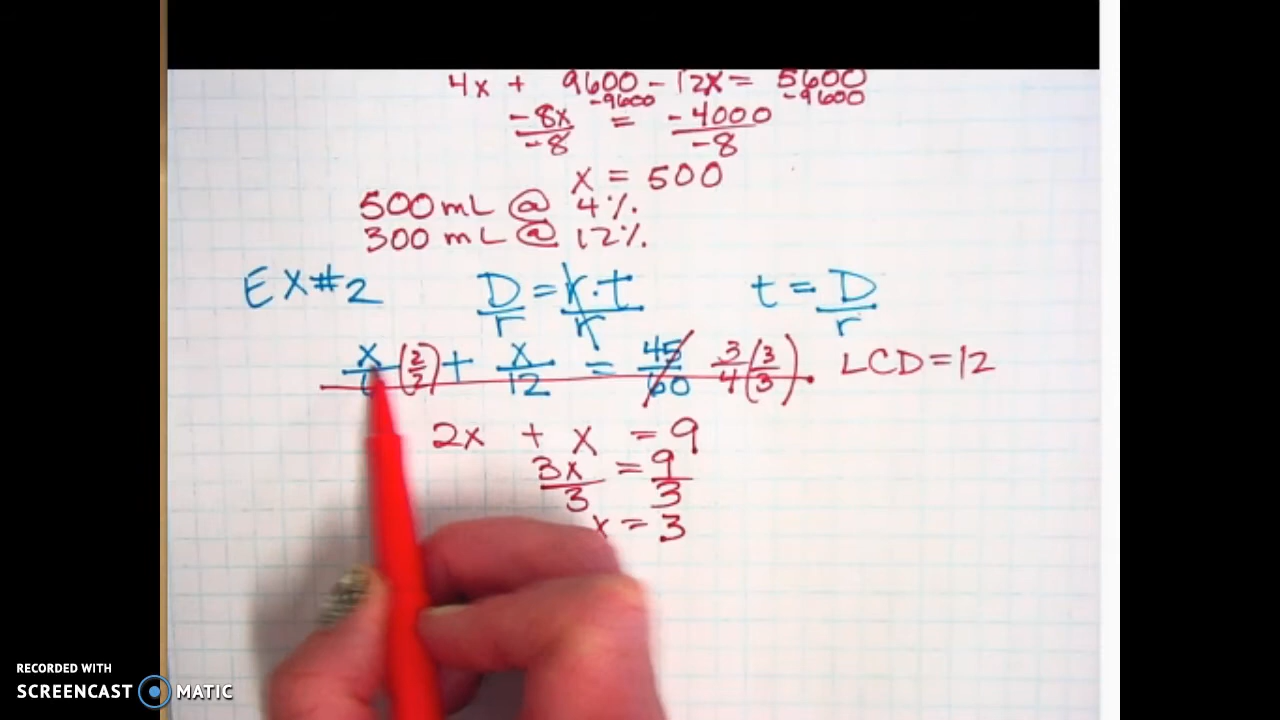 4x + 9600 - 12x = 5600
-9600 -9600
-8x = -4000
-8 -8
x = 500
500 mL @ 4%.
300 mL @ 12%.
EX#2 D = r·t t = D
r r r
x (2 + x = 45 3 (3) LCD = 12
2) 12 60 4 3
2x + x = 9
3x = 9
3 3
x = 3
RECORDED WITH
SCREENCAST MATIC